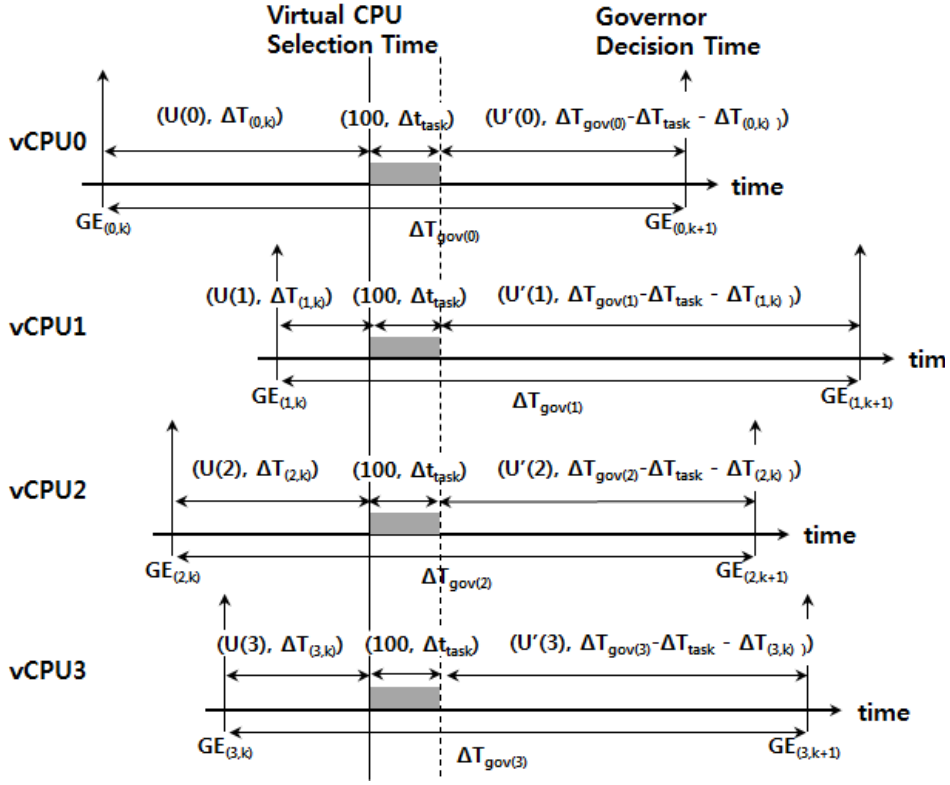 Virtual CPU
Selection Time
Governor
Decision Time
vCPU0
(U(0), ΔT(0,k))
(100, Δttask)
(U'(0), ΔTgov(0)-ΔTtask - ΔT(0,k) ))
time
GE(0,k)
ΔTgov(0)
GE(0,k+1)
vCPU1
(U(1), ΔT(1,k))
(100, Δttask)
(U'(1), ΔTgov(1)-ΔTtask - ΔT(1,k) ))
tim
GE(1,k)
ΔTgov(1)
GE(1,k+1)
vCPU2
(U(2), ΔT(2,k))
(100, Δttask)
(U'(2), ΔTgov(2)-ΔTtask - ΔT(2,k) ))
time
GE(2,k)
ΔTgov(2)
GE(2,k+1)
vCPU3
(U(3), ΔT(3,k))
(100, Δttask)
(U'(3), ΔTgov(3)-ΔTtask - ΔT(3,k) ))
time
GE(3,k)
ΔTgov(3)
GE(3,k+1)